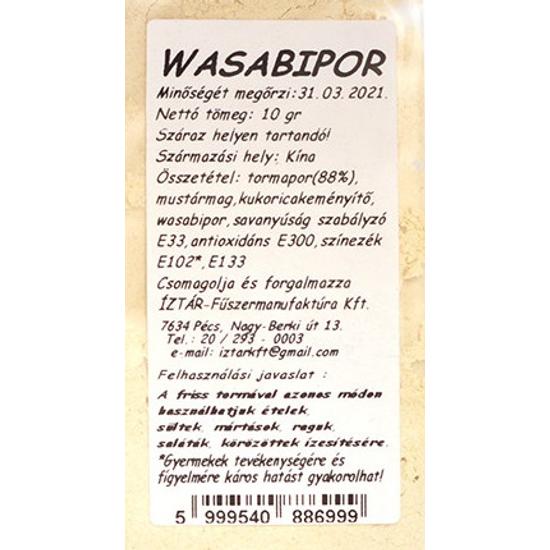 WASABIPOR
Minőségét megőrzi:31.03.2021.
Nettó tömeg: 10 gr
Száraz helyen tartandó!
Származási hely: Kína
Összetétel: tormapor(88%),
mustármag,kukoricakeményítő,
wasabipor,savanyúság szabályzó
E33,antioxidáns E300,színezék
E102*,E133
Csomagolja és forgalmazza
ÍZTÁR-Fűszermanufaktúra Kft.
7634 Pécs, Nagy-Berki út 13.
Tel.: 20 / 293 - 0003
e-mail: iztarkft@gmail.com
Felhasználási javaslat :
A friss tormával azonos módon
használhatjuk ételek,
sültek, mártások, raguk,
saláták, körözöttek ízesítésére.
*Gyermekek tevékenységére és
figyelmére káros hatást gyakorolhat!
5 999540 886999